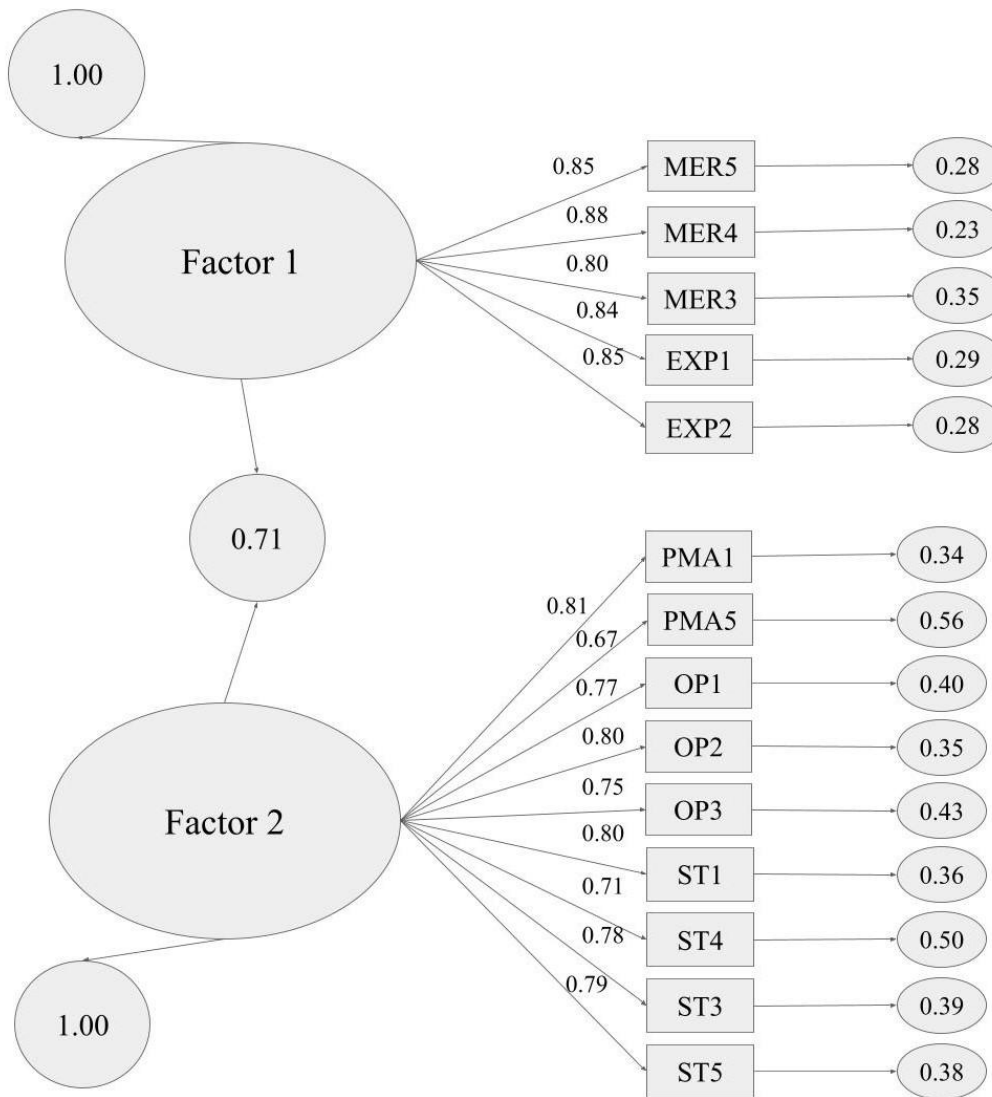 1.00
Factor 1
0.85 MER5 0.28
0.88 MER4 0.23
0.80 MER3 0.35
0.84 EXP1 0.29
0.85 EXP2 0.28
0.71
0.81 PMA1 0.34
0.67 PMA5 0.56
0.77 OP1 0.40
0.80 OP2 0.35
0.75 OP3 0.43
Factor 2
0.80 ST1 0.36
0.71 ST4 0.50
0.78 ST3 0.39
0.79 ST5 0.38
1.00